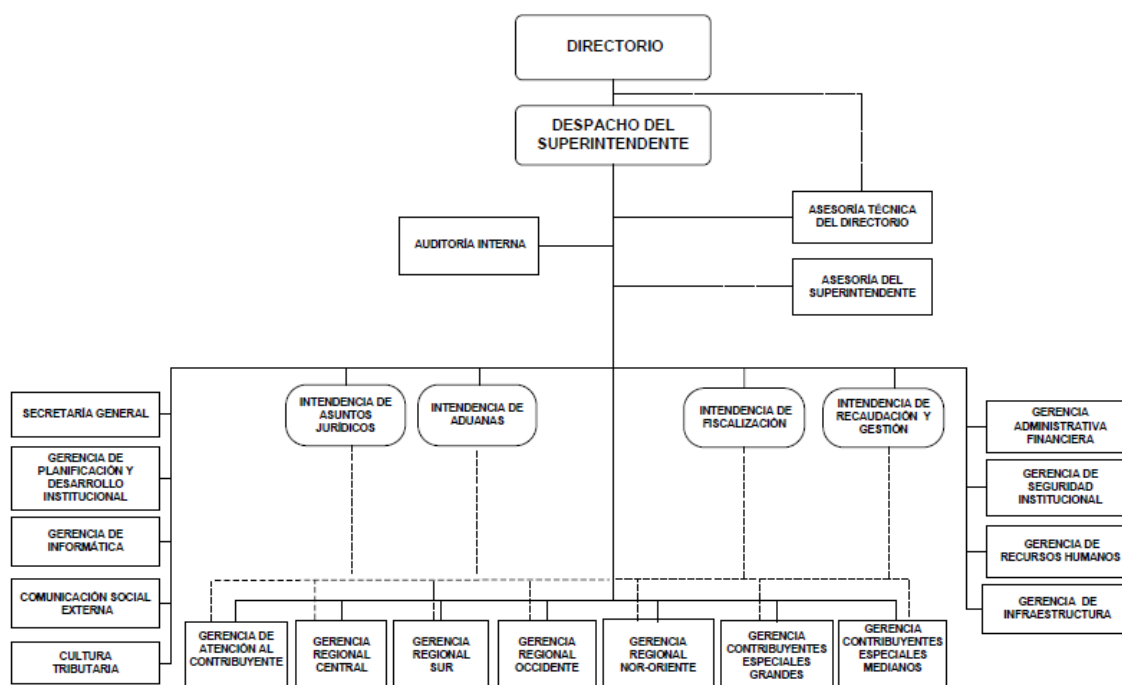 DIRECTORIO
DESPACHO DEL
SUPERINTENDENTE
ASESORÍA TÉCNICA
DEL DIRECTORIO
AUDITORÍA INTERNA
ASESORÍA DEL
SUPERINTENDENTE
SECRETARÍA GENERAL
GERENCIA DE
PLANIFICACIÓN Y
DESARROLLO
INSTITUCIONAL
GERENCIA DE
INFORMÁTICA
COMUNICACIÓN SOCIAL
EXTERNA
CULTURA
TRIBUTARIA
INTENDENCIA DE
ASUNTOS
JURÍDICOS
INTENDENCIA DE
ADUANAS
INTENDENCIA DE
FISCALIZACIÓN
INTENDENCIA DE
RECAUDACIÓN Y
GESTIÓN
GERENCIA
ADMINISTRATIVA
FINANCIERA
GERENCIA DE
SEGURIDAD
INSTITUCIONAL
GERENCIA DE
RECURSOS HUMANOS
GERENCIA DE
INFRAESTRUCTURA
GERENCIA DE
ATENCIÓN AL
CONTRIBUYENTE
GERENCIA
REGIONAL
CENTRAL
GERENCIA
REGIONAL
SUR
GERENCIA
REGIONAL
OCCIDENTE
GERENCIA
REGIONAL
NOR-ORIENTE
GERENCIA
CONTRIBUYENTES
ESPECIALES
GRANDES
GERENCIA
CONTRIBUYENTES
ESPECIALES
MEDIANOS